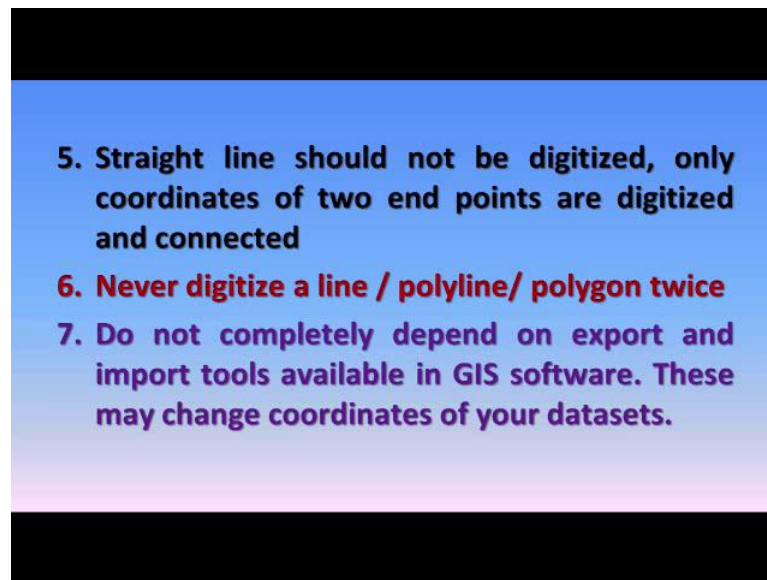 5. Straight line should not be digitized, only
coordinates of two end points are digitized
and connected
6. Never digitize a line / polyline/ polygon twice
7. Do not completely depend on export and
import tools available in GIS software. These
may change coordinates of your datasets.